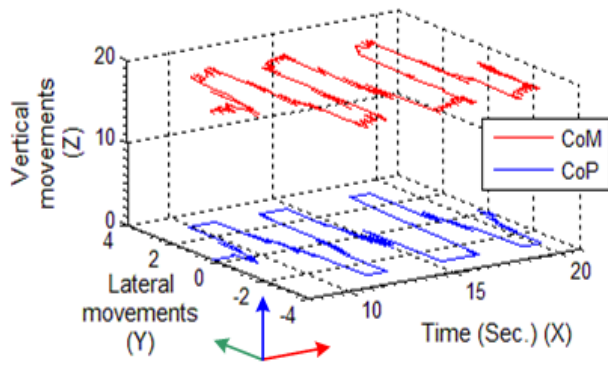 20
10
0
Vertical
movements
(Z)
4
2
0
-2
-4
Lateral
movements
(Y)
10
15
20
Time (Sec.) (X)
CoM
CoP